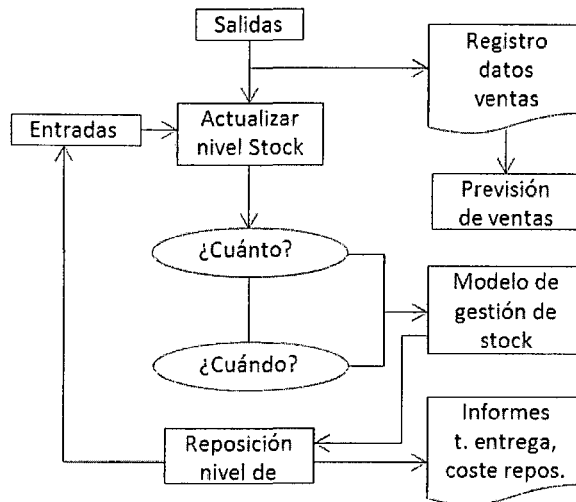 Salidas
Registro
datos
ventas
Entradas
Actualizar
nivel Stock
Previsión
de ventas
¿Cuánto?
Modelo de
gestión de
stock
¿Cuándo?
Reposición
nivel de
Informes
t. entrega,
coste repos.